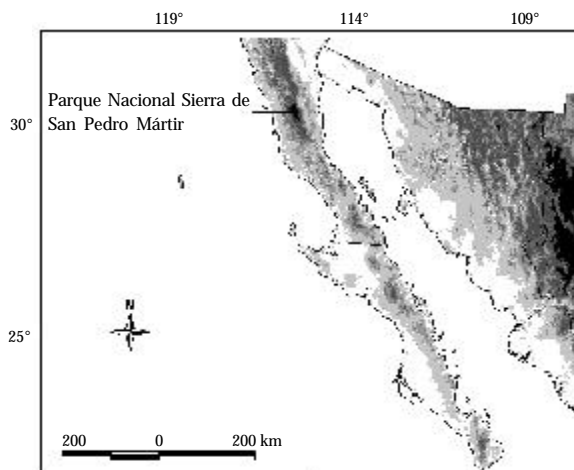 119° 114° 109°
Parque Nacional Sierra de
San Pedro Mártir
30°
N
25°
200 0 200 km